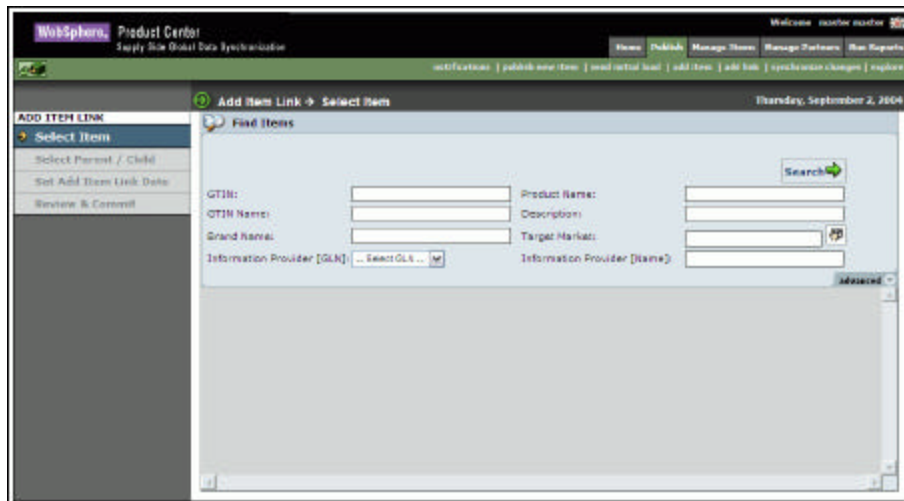 WebSphere. Product Center
Supply Side Global Data Synchronization
Welcome master master
Home Publish Manage Items Manage Partners Run Reports
notifications | publish new item | send initial load | add item | add link | synchronize changes | explore
Add Item Link → Select Item
Thursday, September 2, 2004
ADD ITEM LINK
Select Item
Select Parent / Child
Set Add Item Link Date
Review & Commit
Find Items
Search
GTIN:
Product Name:
GTIN Name:
Description:
Brand Name:
Target Market:
Information Provider [GLN]: ... Select GLN ...
Information Provider [Name]:
advanced